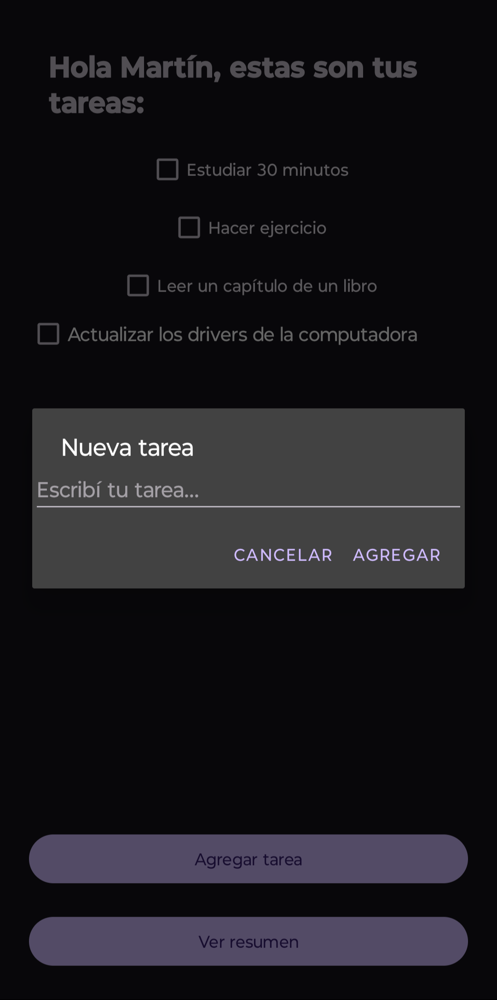 Hola Martín, estas son tus
tareas:
Estudiar 30 minutos
Hacer ejercicio
Leer un capítulo de un libro
Actualizar los drivers de la computadora
Nueva tarea
Escribí tu tarea...
CANCELAR AGREGAR
Agregar tarea
Ver resumen